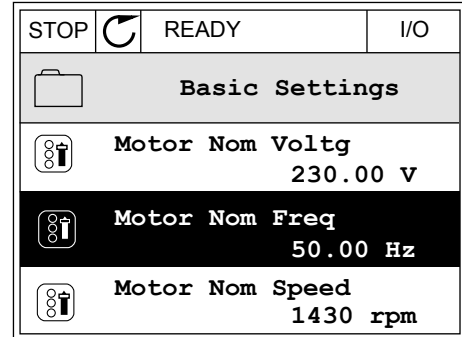 STOP READY I/O
Basic Settings
Motor Nom Voltg
230.00 V
Motor Nom Freq
50.00 Hz
Motor Nom Speed
1430 rpm